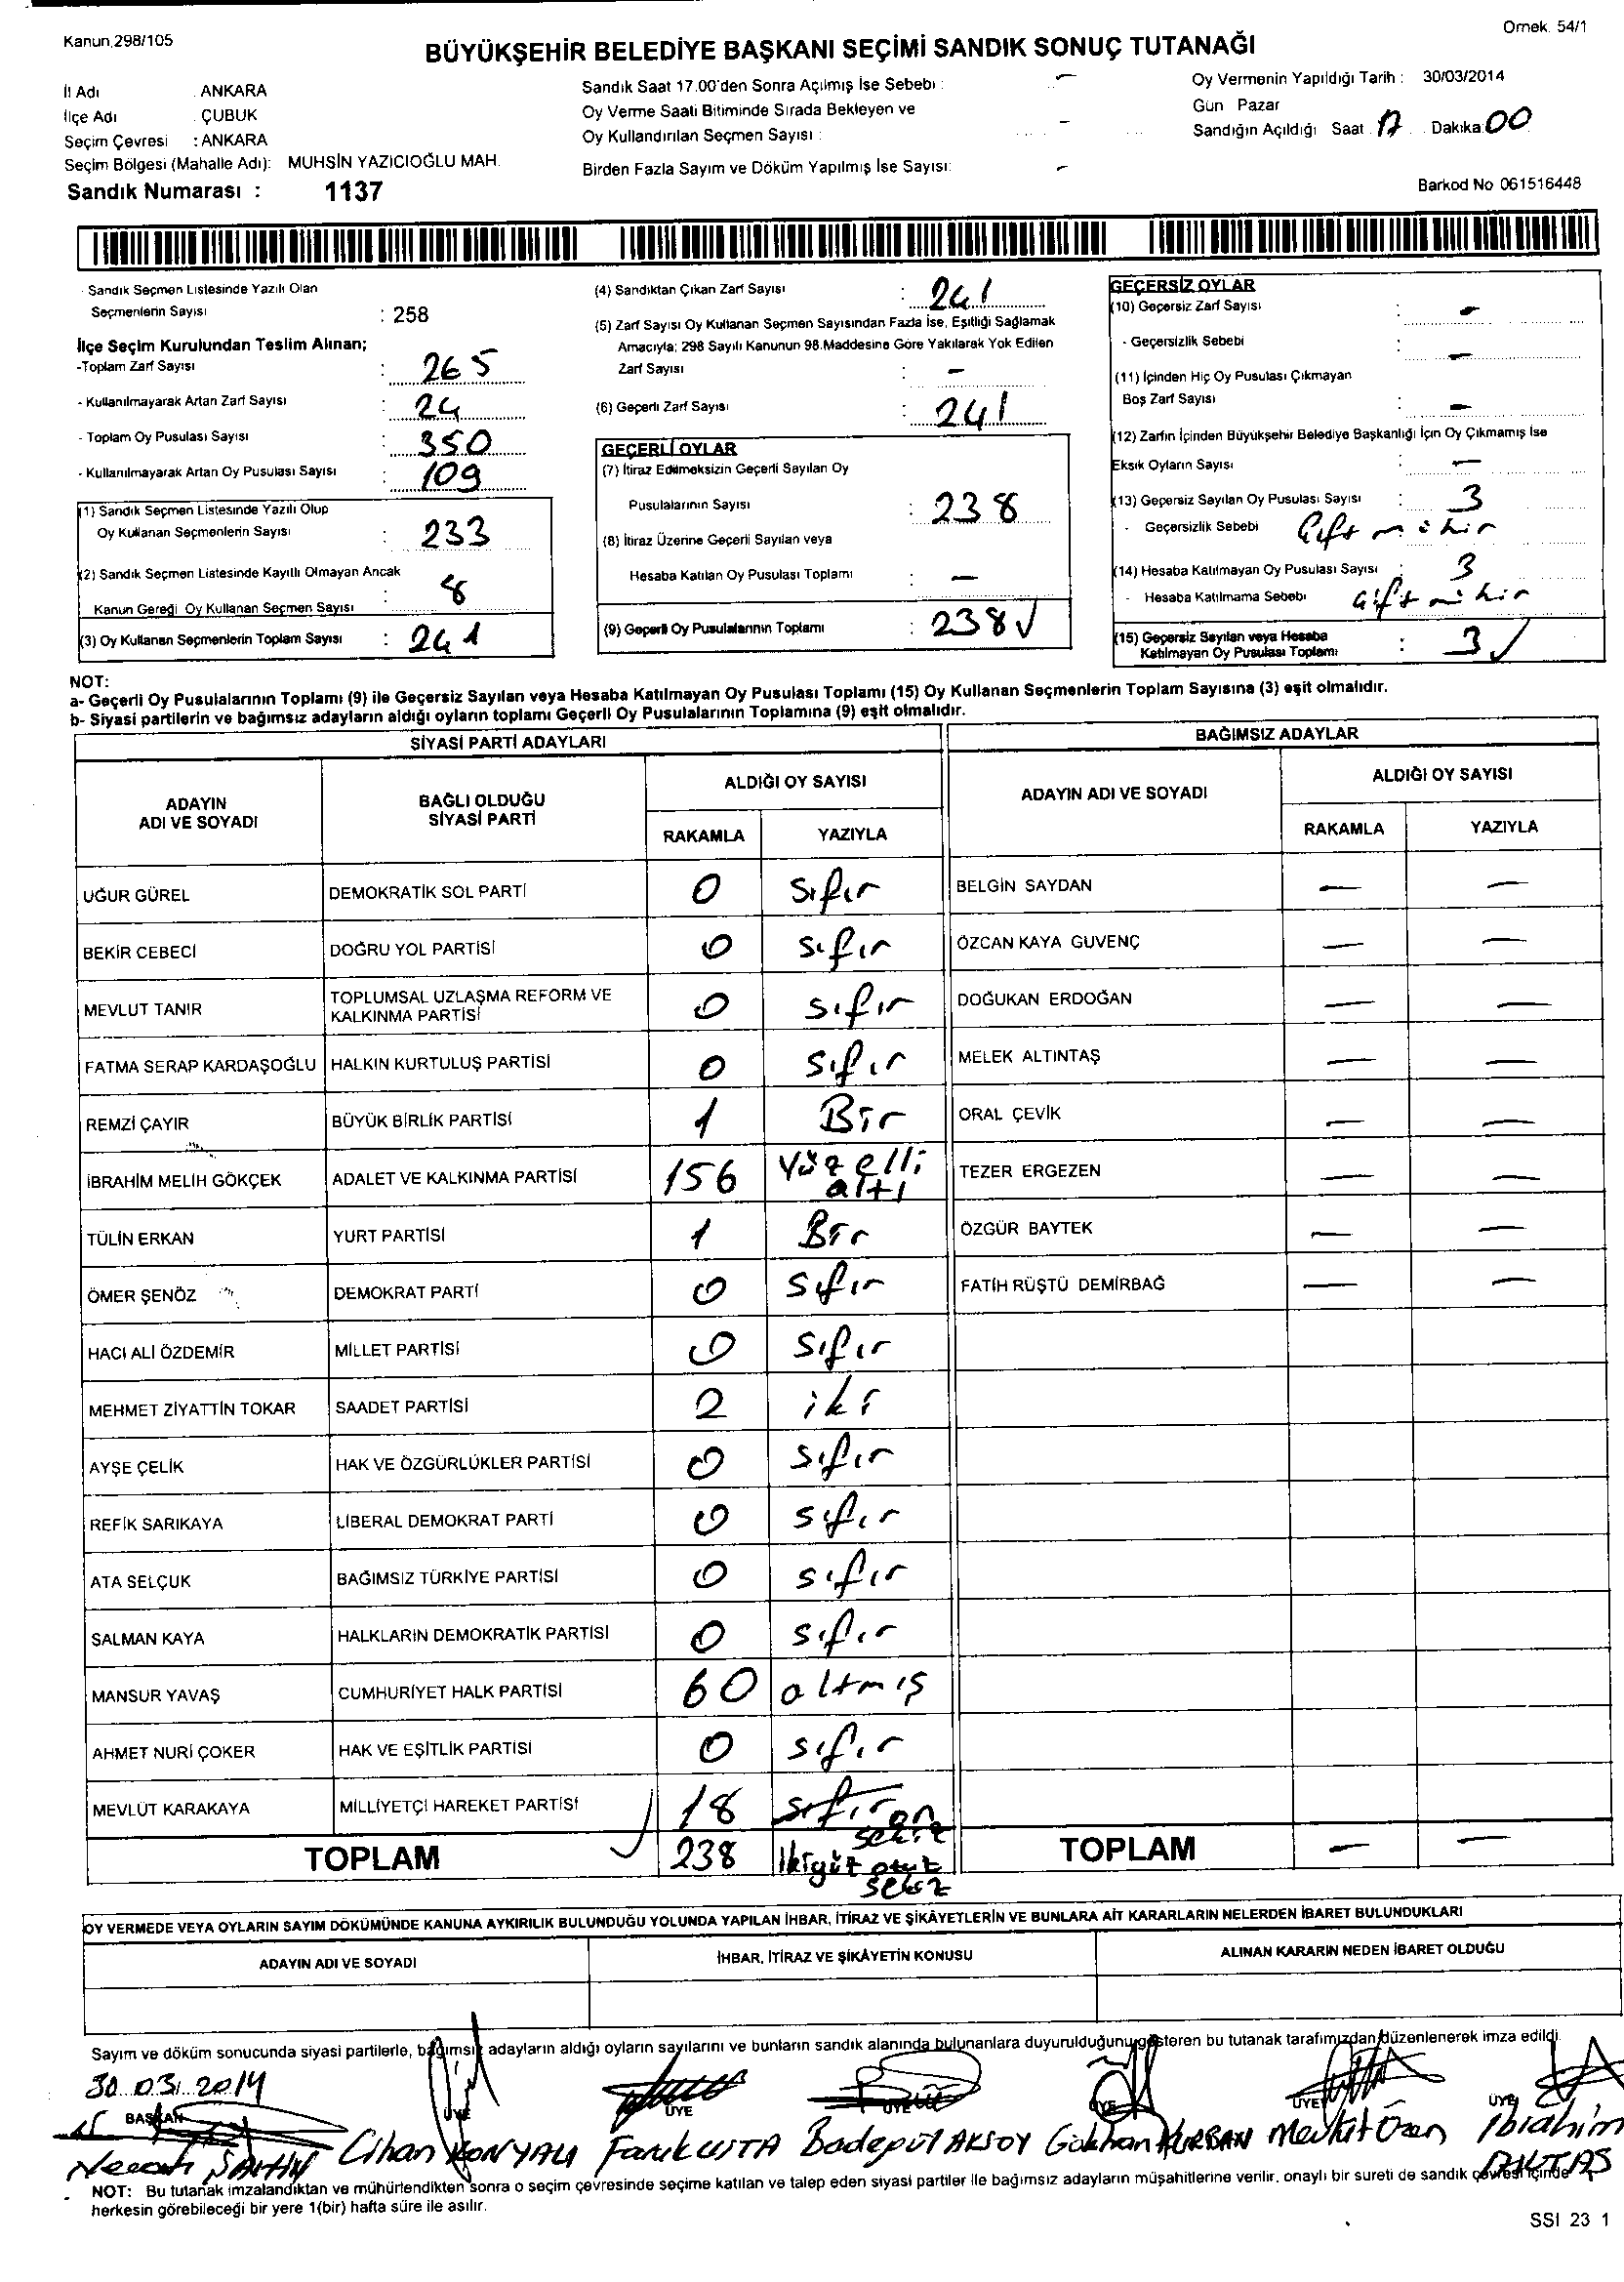 Kanun,298/105
Ornek. 54/1
BÜYÜKŞEHİR BELEDİYE BAŞKANI SEÇİMİ SANDIK SONUÇ TUTANAĞI
İl Adı : ANKARA
İlçe Adı : ÇUBUK
Seçim Çevresi : ANKARA
Seçim Bölgesi (Mahalle Adı): MUHSİN YAZICIOĞLU MAH.
Sandık Numarası : 1137
Sandık Saat 17.00'den Sonra Açılmış İse Sebebi : –
Oy Verme Saati Bitiminde Sırada Bekleyen ve
Oy Kullandırılan Seçmen Sayısı : –
Birden Fazla Sayım ve Döküm Yapılmış İse Sayısı: –
Oy Vermenin Yapıldığı Tarih : 30/03/2014
Gün Pazar
Sandığın Açıldığı Saat 17 Dakika 00
Barkod No 061516448
- Sandık Seçmen Listesinde Yazılı Olan
Seçmenlerin Sayısı : 258
İlçe Seçim Kurulundan Teslim Alınan;
-Toplam Zarf Sayısı : 265
- Kullanılmayarak Artan Zarf Sayısı : 24
- Toplam Oy Pusulası Sayısı : 350
- Kullanılmayarak Artan Oy Pusulası Sayısı : 109
(1) Sandık Seçmen Listesinde Yazılı Olup
Oy Kullanan Seçmenlerin Sayısı : 233
(2) Sandık Seçmen Listesinde Kayıtlı Olmayan Ancak
Kanun Gereği Oy Kullanan Seçmen Sayısı : 8
(3) Oy Kullanan Seçmenlerin Toplam Sayısı : 241
(4) Sandıktan Çıkan Zarf Sayısı : 241
(5) Zarf Sayısı Oy Kullanan Seçmen Sayısından Fazla İse, Eşitliği Sağlamak
Amacıyla; 298 Sayılı Kanunun 98.Maddesine Göre Yakılarak Yok Edilen
Zarf Sayısı : –
(6) Geçerli Zarf Sayısı : 241
GEÇERLİ OYLAR
(7) İtiraz Edilmeksizin Geçerli Sayılan Oy
Pusulalarının Sayısı : 238
(8) İtiraz Üzerine Geçerli Sayılan veya
Hesaba Katılan Oy Pusulası Toplamı : –
(9) Geçerli Oy Pusulalarının Toplamı : 238 √
GEÇERSİZ OYLAR
(10) Geçersiz Zarf Sayısı : –
- Geçersizlik Sebebi : –
(11) İçinden Hiç Oy Pusulası Çıkmayan
Boş Zarf Sayısı : –
(12) Zarfın İçinden Büyükşehir Belediye Başkanlığı İçin Oy Çıkmamış İse
Eksik Oyların Sayısı : –
(13) Geçersiz Sayılan Oy Pusulası Sayısı : 3
- Geçersizlik Sebebi Çift mühür
(14) Hesaba Katılmayan Oy Pusulası Sayısı : 3
- Hesaba Katılmama Sebebi Çift mühür
(15) Geçersiz Sayılan veya Hesaba
Katılmayan Oy Pusulası Toplamı : 3 √
NOT:
a- Geçerli Oy Pusulalarının Toplamı (9) ile Geçersiz Sayılan veya Hesaba Katılmayan Oy Pusulası Toplamı (15) Oy Kullanan Seçmenlerin Toplam Sayısına (3) eşit olmalıdır.
b- Siyasi partilerin ve bağımsız adayların aldığı oyların toplamı Geçerli Oy Pusulalarının Toplamına (9) eşit olmalıdır.
SİYASİ PARTİ ADAYLARI
BAĞIMSIZ ADAYLAR
ADAYIN ADI VE SOYADI
BAĞLI OLDUĞU SİYASİ PARTİ
ALDIĞI OY SAYISI
RAKAMLA YAZIYLA
ADAYIN ADI VE SOYADI
ALDIĞI OY SAYISI
RAKAMLA YAZIYLA
UĞUR GÜREL DEMOKRATİK SOL PARTİ 0 sıfır BELGİN SAYDAN – –
BEKİR CEBECİ DOĞRU YOL PARTİSİ 0 sıfır ÖZCAN KAYA GUVENÇ – –
MEVLUT TANIR TOPLUMSAL UZLAŞMA REFORM VE KALKINMA PARTİSİ 0 sıfır DOĞUKAN ERDOĞAN – –
FATMA SERAP KARDAŞOĞLU HALKIN KURTULUŞ PARTİSİ 0 sıfır MELEK ALTINTAŞ – –
REMZİ ÇAYIR BÜYÜK BİRLİK PARTİSİ 1 Bir ORAL ÇEVİK – –
İBRAHİM MELİH GÖKÇEK ADALET VE KALKINMA PARTİSİ 156 Yüzelli altı TEZER ERGEZEN – –
TÜLİN ERKAN YURT PARTİSİ 1 Bir ÖZGÜR BAYTEK – –
ÖMER ŞENÖZ DEMOKRAT PARTİ 0 sıfır FATİH RÜŞTÜ DEMİRBAĞ – –
HACI ALİ ÖZDEMİR MİLLET PARTİSİ 0 sıfır
MEHMET ZİYATTİN TOKAR SAADET PARTİSİ 2 iki
AYŞE ÇELİK HAK VE ÖZGÜRLÜKLER PARTİSİ 0 sıfır
REFİK SARIKAYA LİBERAL DEMOKRAT PARTİ 0 sıfır
ATA SELÇUK BAĞIMSIZ TÜRKİYE PARTİSİ 0 sıfır
SALMAN KAYA HALKLARIN DEMOKRATİK PARTİSİ 0 sıfır
MANSUR YAVAŞ CUMHURİYET HALK PARTİSİ 60 altmış
AHMET NURİ ÇOKER HAK VE EŞİTLİK PARTİSİ 0 sıfır
MEVLÜT KARAKAYA MİLLİYETÇİ HAREKET PARTİSİ 18 sıfır on sekiz
TOPLAM √ 238 İkiyüz otuz sekiz TOPLAM – –
OY VERMEDE VEYA OYLARIN SAYIM DÖKÜMÜNDE KANUNA AYKIRILIK BULUNDUĞU YOLUNDA YAPILAN İHBAR, İTİRAZ VE ŞİKÂYETLERİN VE BUNLARA AİT KARARLARIN NELERDEN İBARET BULUNDUKLARI
ADAYIN ADI VE SOYADI İHBAR, İTİRAZ VE ŞİKÂYETİN KONUSU ALINAN KARARIN NEDEN İBARET OLDUĞU
Sayım ve döküm sonucunda siyasi partilerle, bağımsız adayların aldığı oyların sayılarını ve bunların sandık alanında bulunanlara duyurulduğunu gösteren bu tutanak tarafımızdan düzenlenerek imza edildi.
30.03.2014
BAŞKAN ÜYE ÜYE ÜYE ÜYE ÜYE ÜYE
Necati ŞAHİN Cihan KONYALI Faruk USTA Badegül AKSOY Gökhan KURBAN Mevlüt Özen İbrahim AKTAŞ
NOT: Bu tutanak imzalandıktan ve mühürlendikten sonra o seçim çevresinde seçime katılan ve talep eden siyasi partiler ile bağımsız adayların müşahitlerine verilir, onaylı bir sureti de sandık çevresi içinde
herkesin görebileceği bir yere 1(bir) hafta süre ile asılır.
SSI 23 1